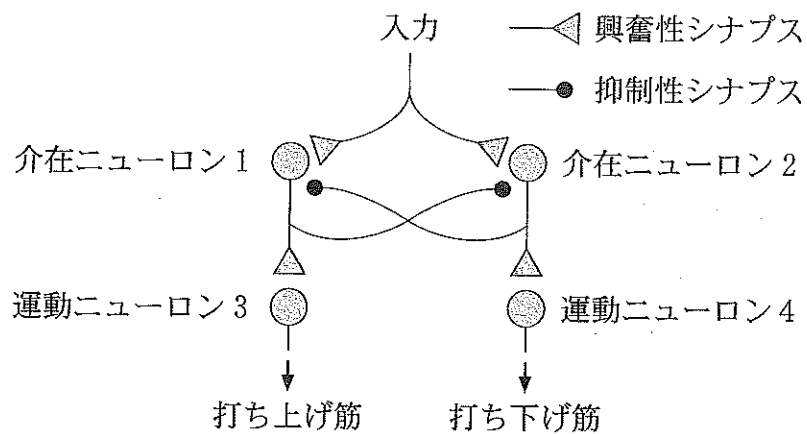 入力
興奮性シナプス
抑制性シナプス
介在ニューロン1
介在ニューロン2
運動ニューロン3
運動ニューロン4
打ち上げ筋
打ち下げ筋